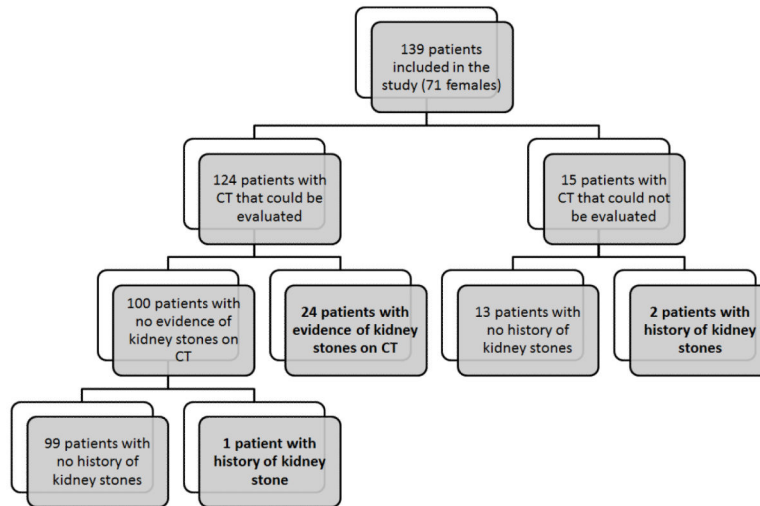 139 patients
included in the
study (71 females)
124 patients with
CT that could be
evaluated
15 patients with
CT that could not
be evaluated
100 patients with
no evidence of
kidney stones on
CT
24 patients with
evidence of kidney
stones on CT
13 patients with
no history of
kidney stones
2 patients with
history of kidney
stones
99 patients with
no history of
kidney stones
1 patient with
history of kidney
stone